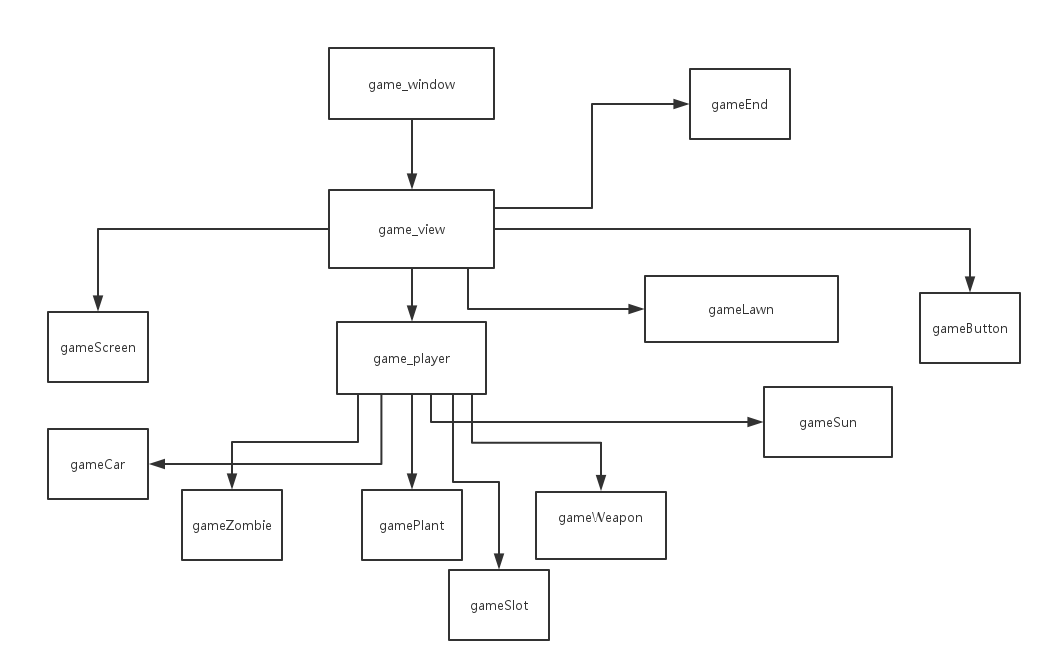 game_window
gameEnd
game_view
gameLawn
gameButton
gameScreen
game_player
gameSun
gameCar
gameZombie
gamePlant
gameWeapon
gameSlot